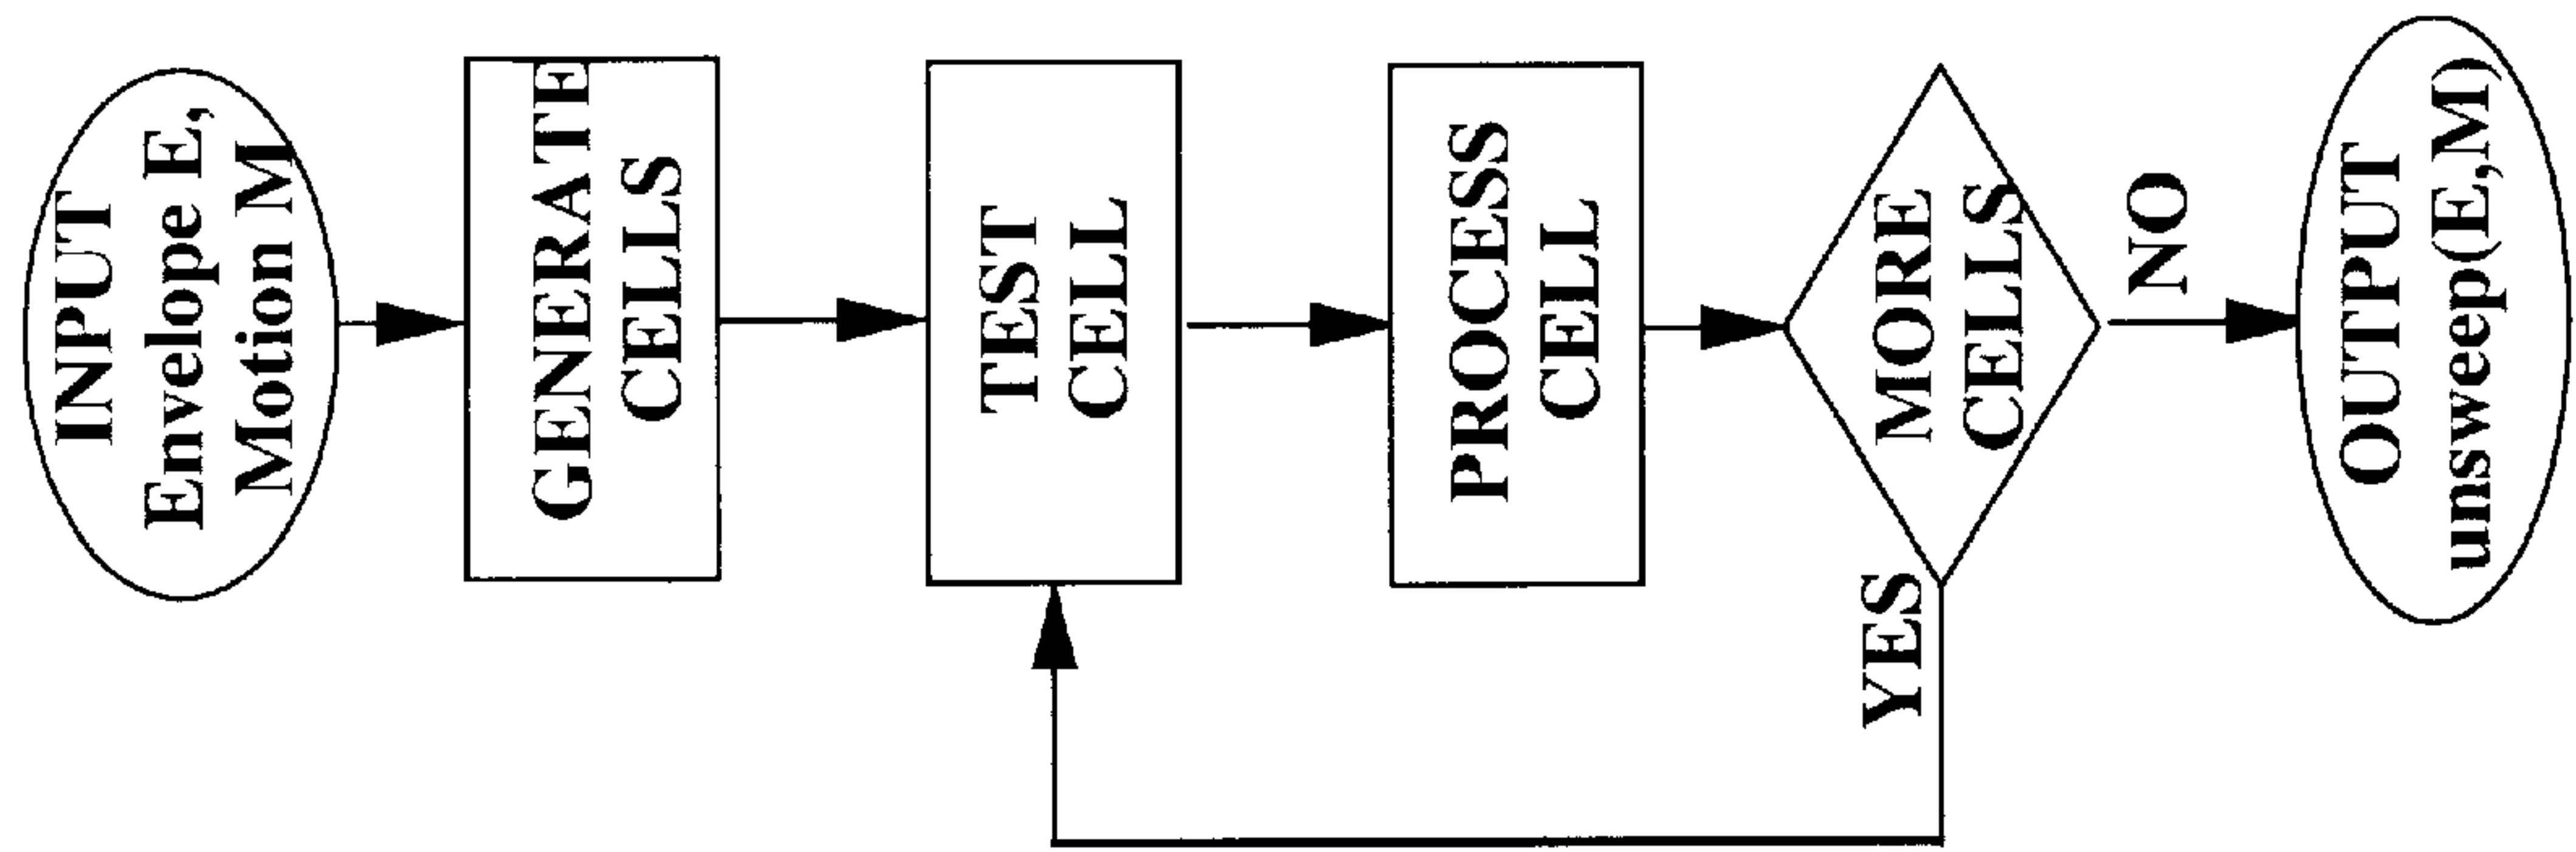 INPUT
Envelope E,
Motion M
GENERATE
CELLS
TEST
CELL
PROCESS
CELL
MORE
CELLS
YES
NO
OUTPUT
unsweep(E,M)